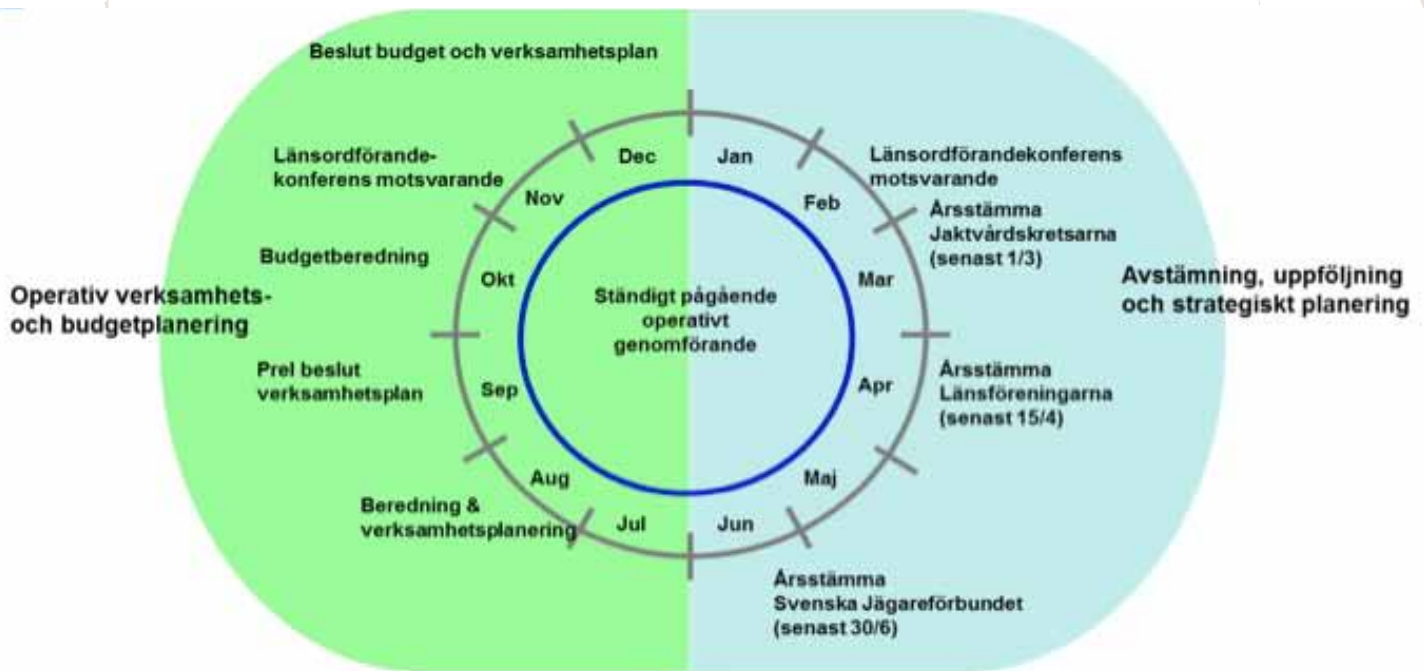 Beslut budget och verksamhetsplan
Länsordförande-
konferens motsvarande
Budgetberedning
Operativ verksamhets-
och budgetplanering
Prel beslut
verksamhetsplan
Beredning &
verksamhetsplanering
Jan
Feb
Mar
Apr
Maj
Jun
Jul
Aug
Sep
Okt
Nov
Dec
Ständigt pågående
operativt
genomförande
Länsordförandekonferens
motsvarande
Årsstämma
Jaktvårdskretsarna
(senast 1/3)
Avstämning, uppföljning
och strategiskt planering
Årsstämma
Länsföreningarna
(senast 15/4)
Årsstämma
Svenska Jägareförbundet
(senast 30/6)